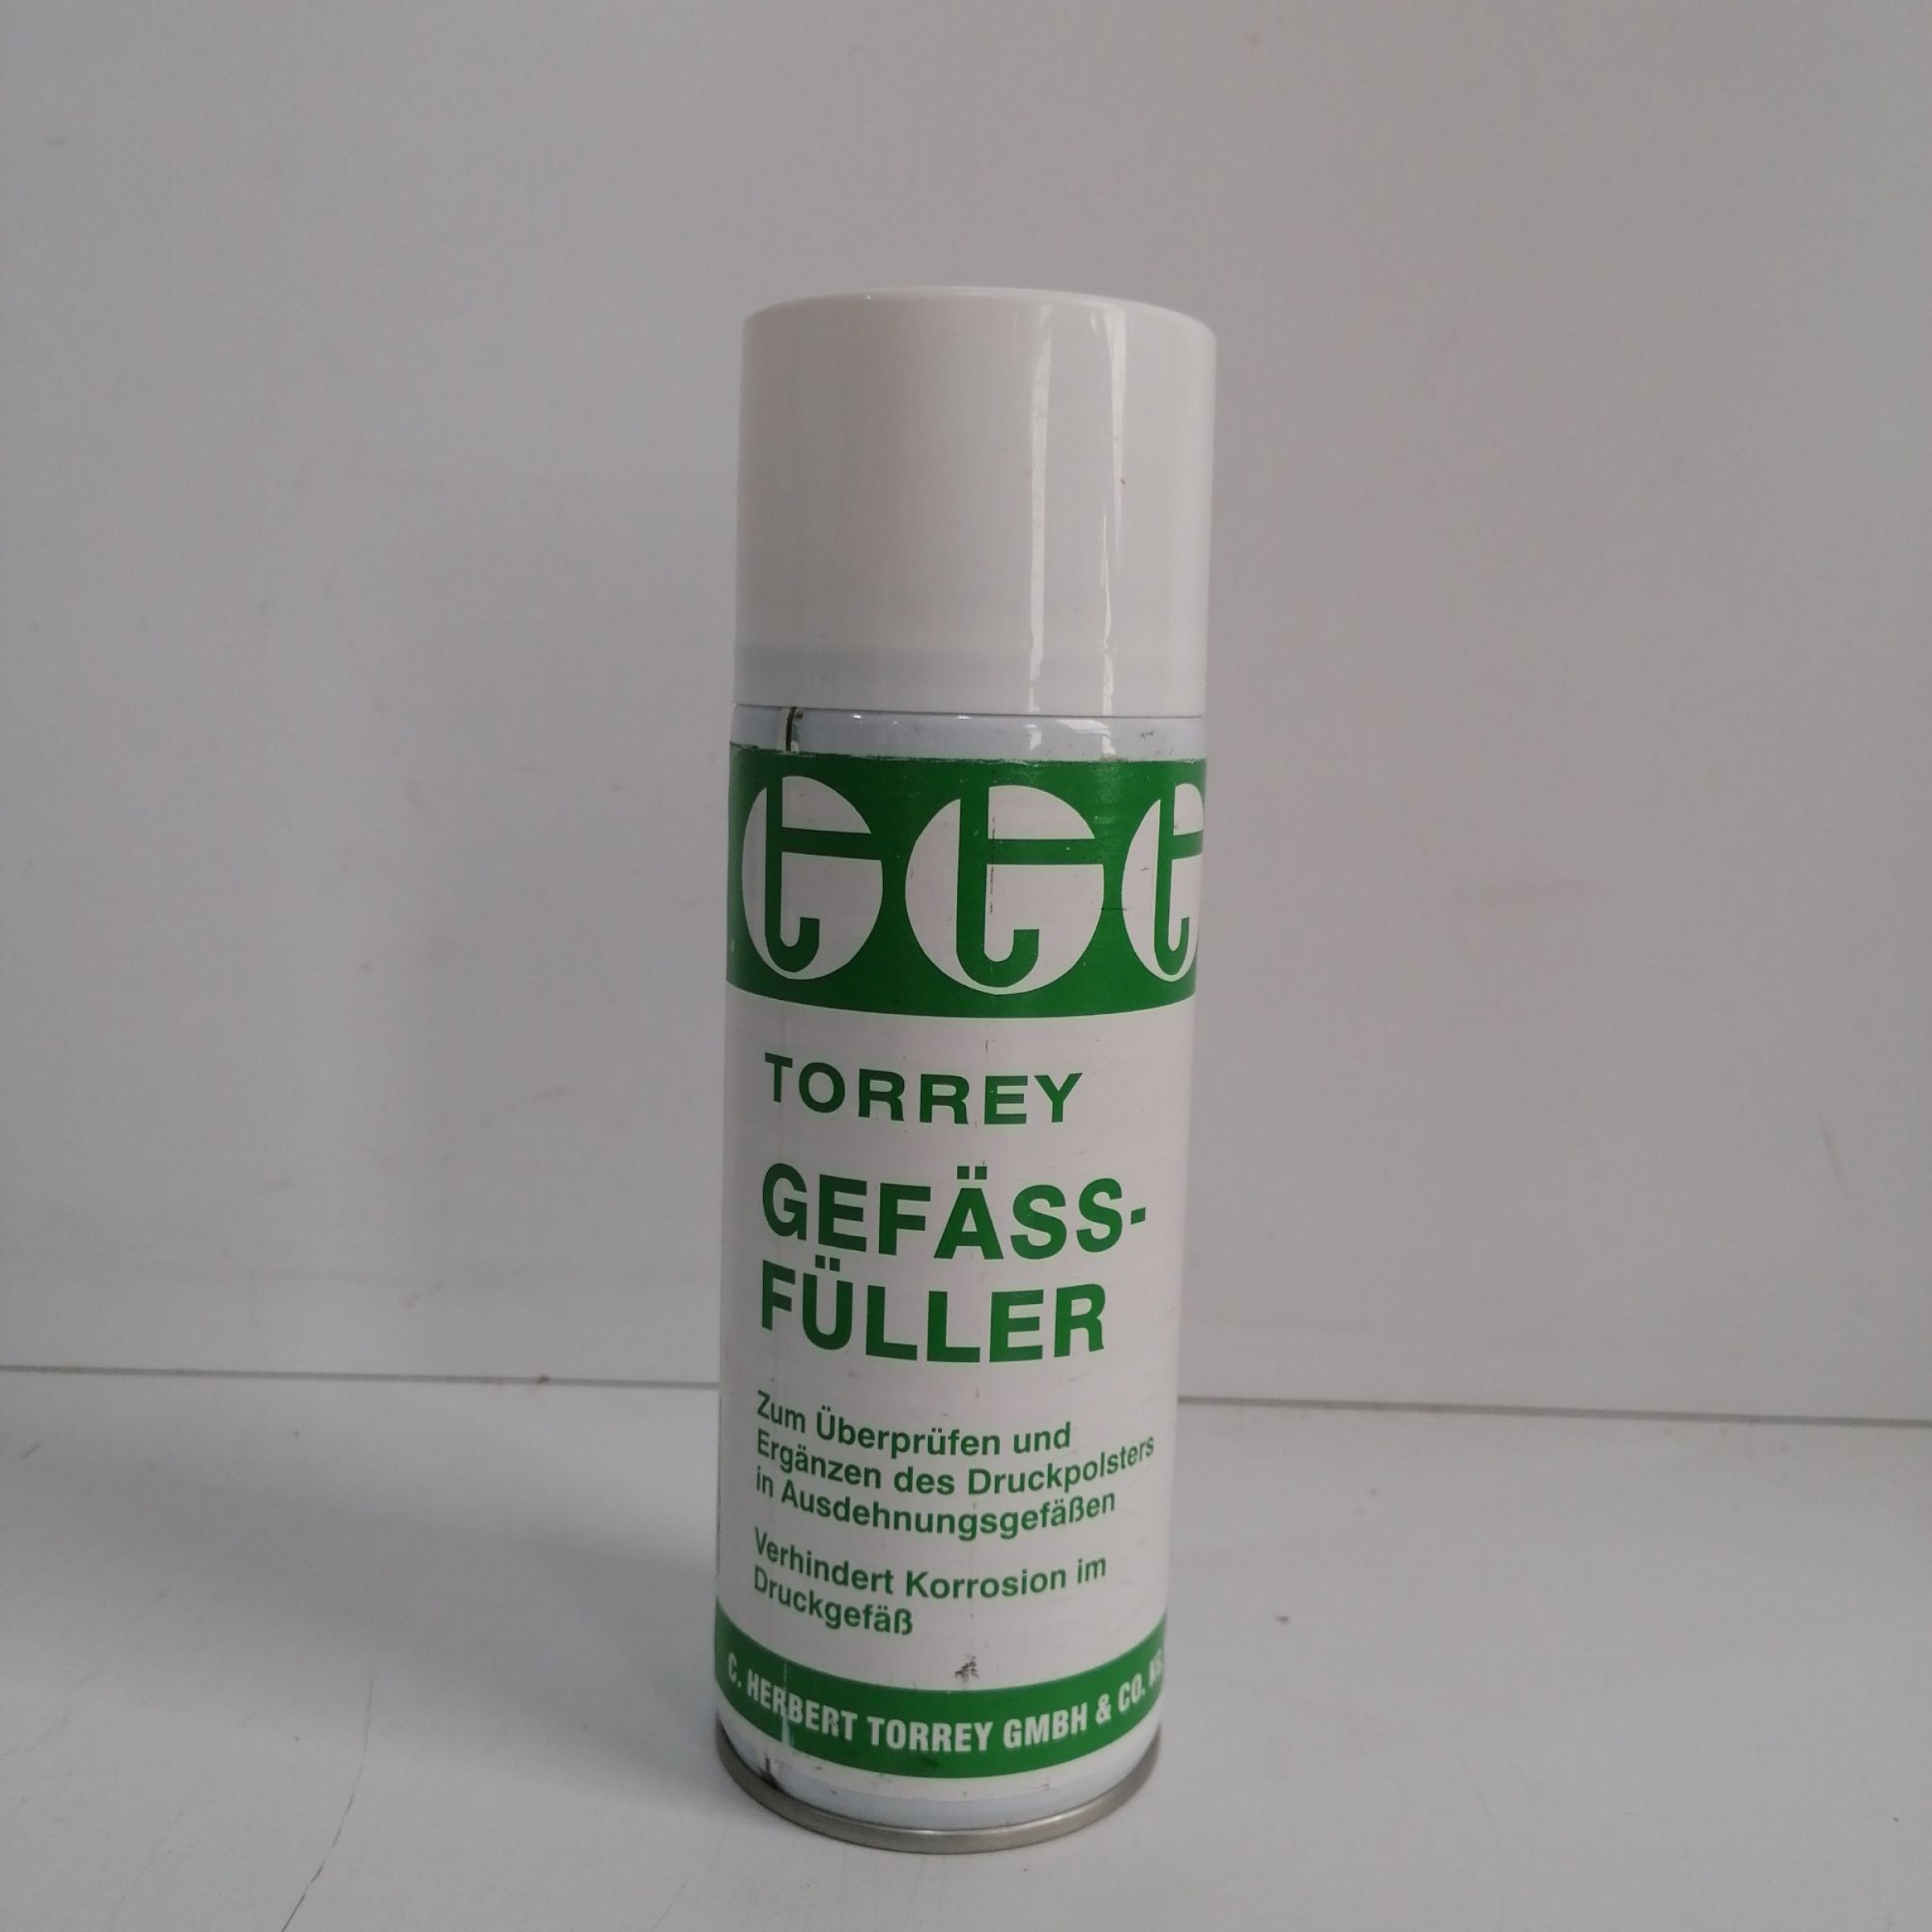 t t t
TORREY
GEFÄSS-
FÜLLER
Zum Überprüfen und
Ergänzen des Druckpolsters
in Ausdehnungsgefäßen
Verhindert Korrosion im
Druckgefäß
C. HERBERT TORREY GMBH & CO. KG